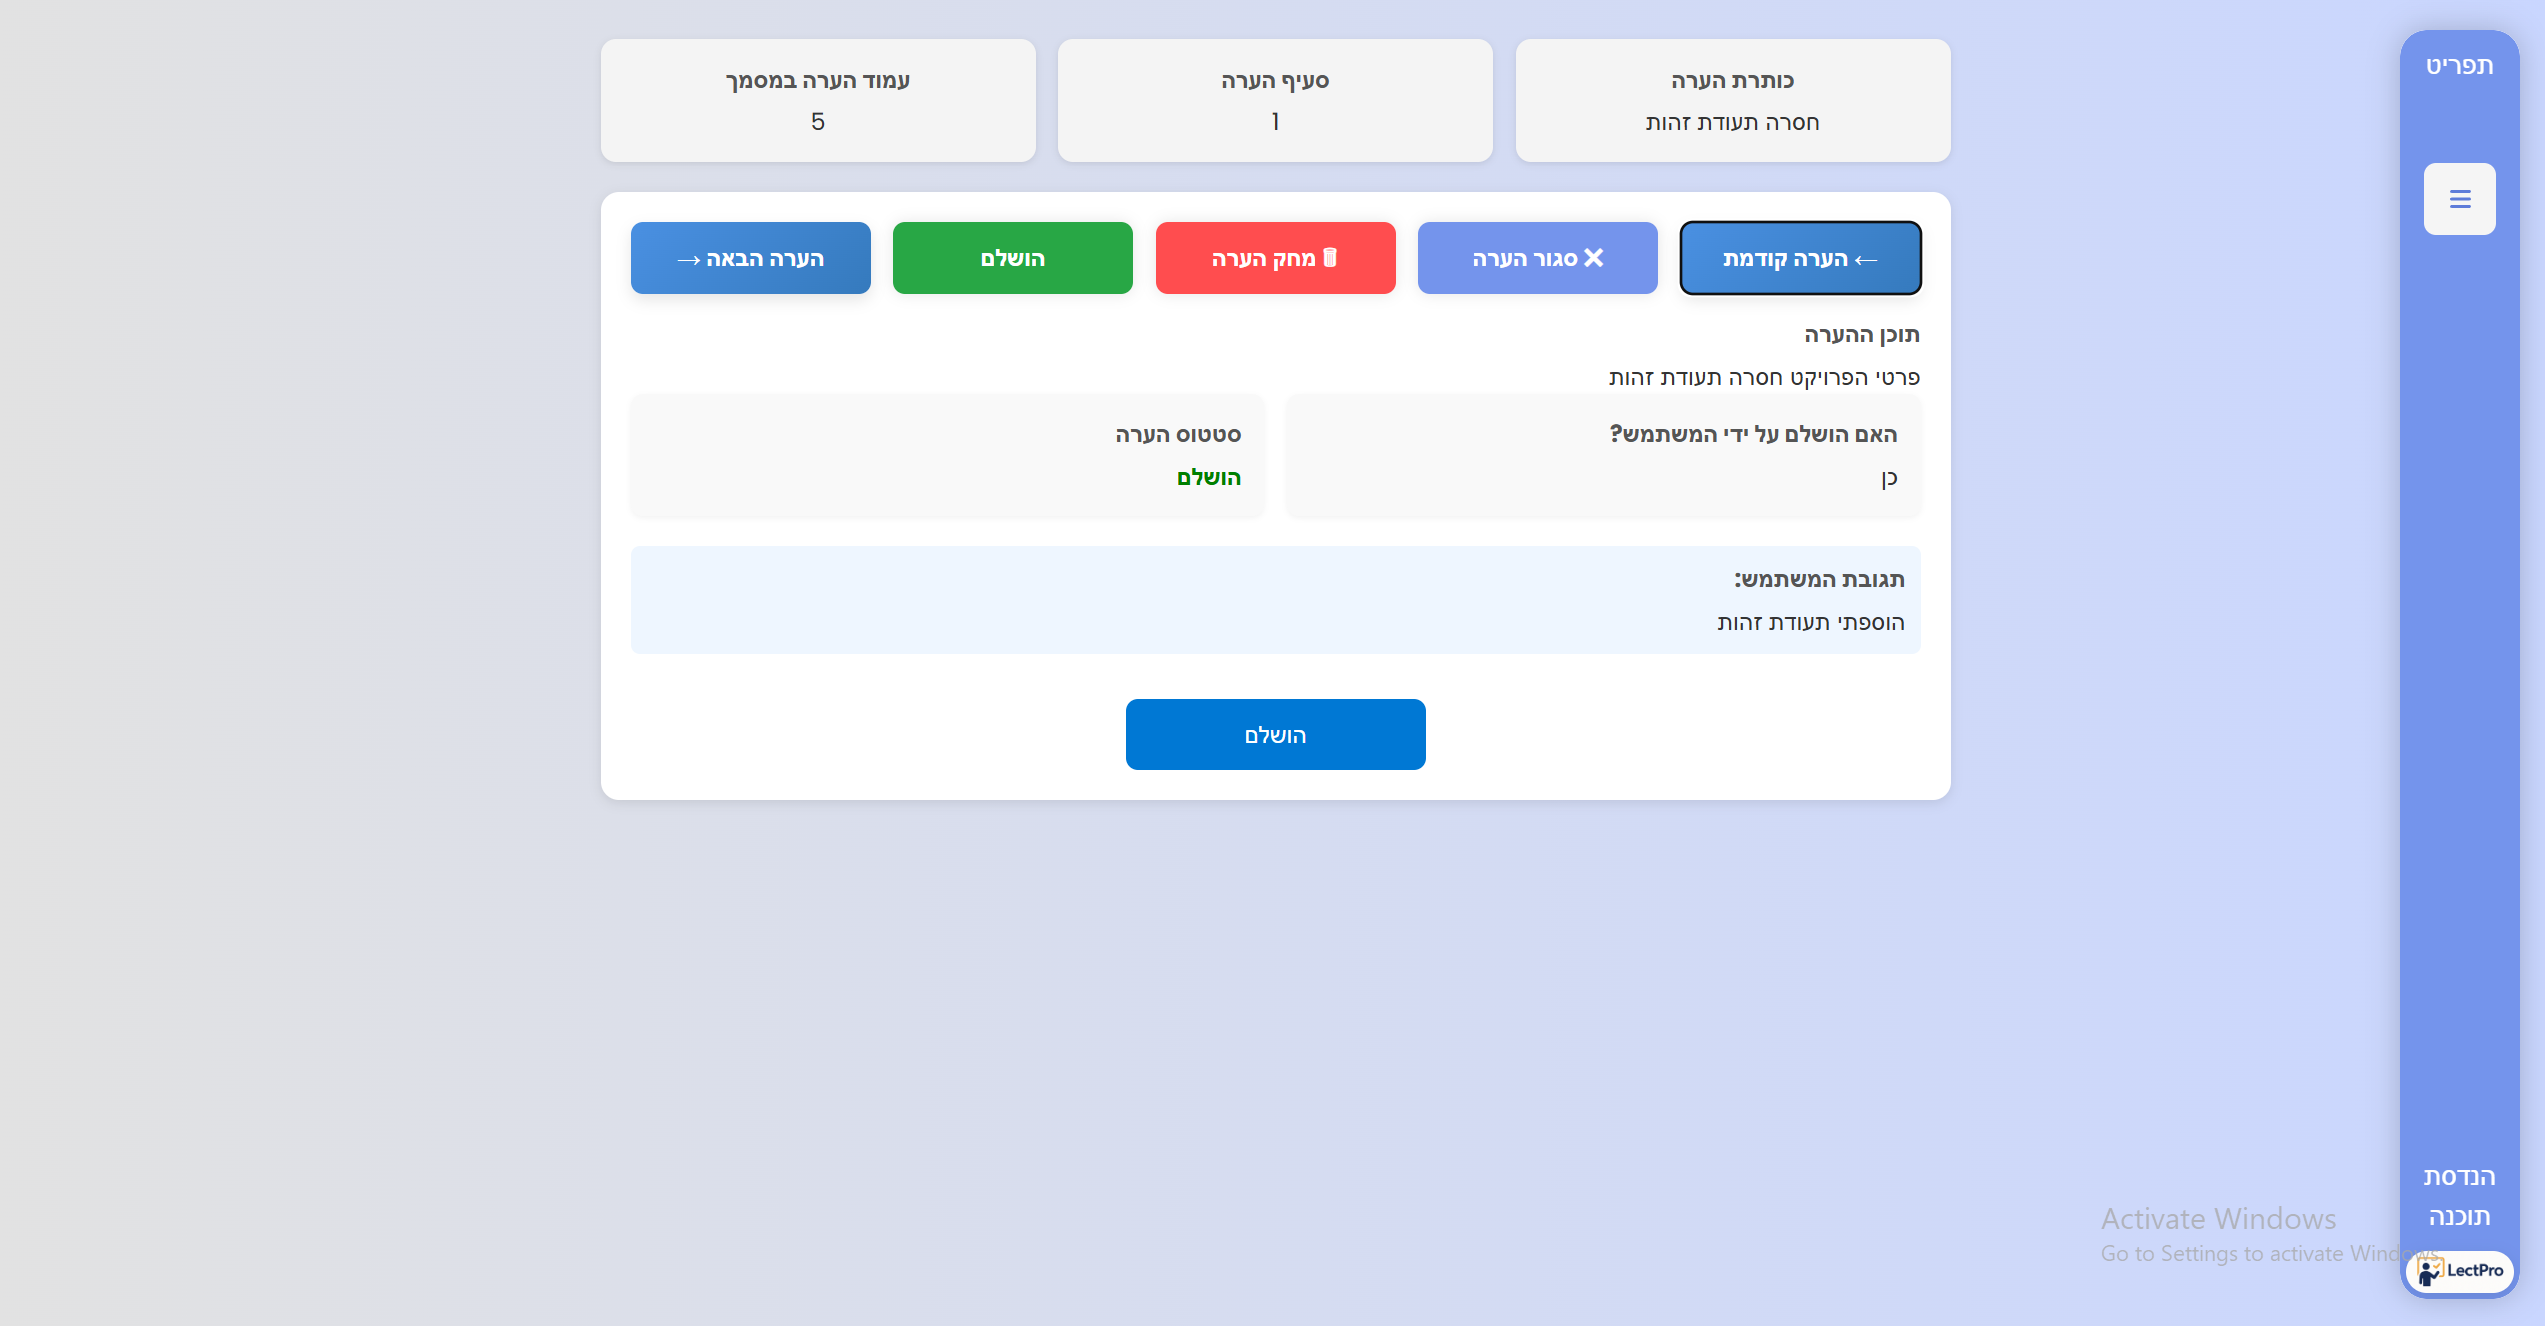 תפריט
כותרת הערה
חסרה תעודת זהות
סעיף הערה
1
עמוד הערה במסמך
5
← הערה קודמת
סגור הערה
מחק הערה
הושלם
הערה הבאה →
תוכן ההערה
פרטי הפרויקט חסרה תעודת זהות
האם הושלם על ידי המשתמש?
כן
סטטוס הערה
הושלם
תגובת המשתמש:
הוספתי תעודת זהות
הושלם
הנדסת
תוכנה
Activate Windows
Go to Settings to activate Windows.
LectPro